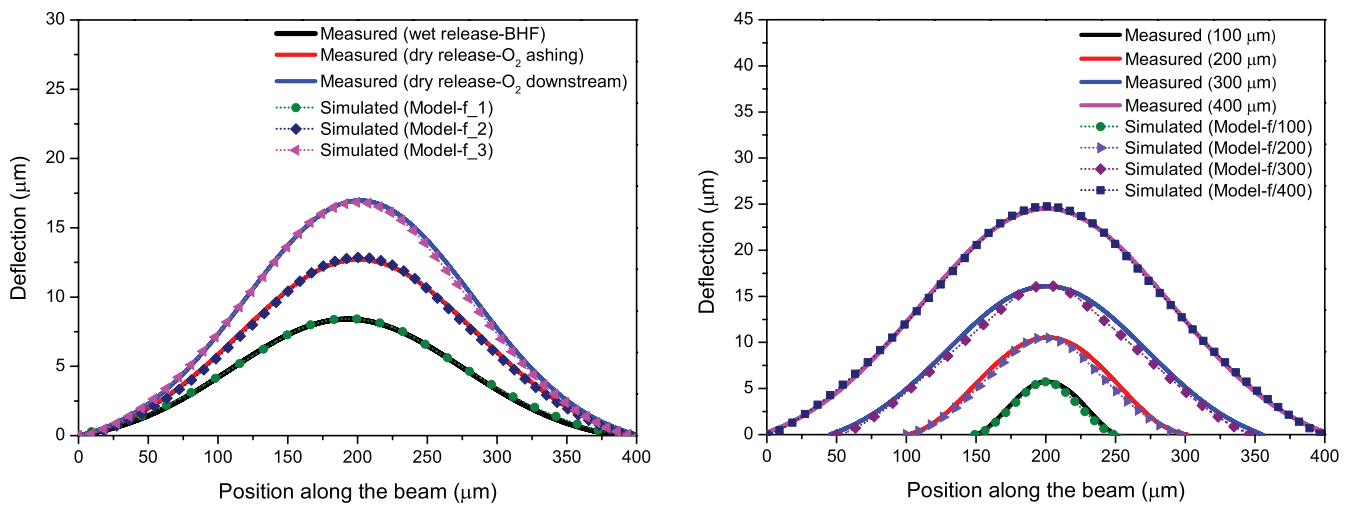 30
25
20
15
10
5
0
Deflection (μm)
Measured (wet release-BHF)
Measured (dry release-O₂ ashing)
Measured (dry release-O₂ downstream)
Simulated (Model-f_1)
Simulated (Model-f_2)
Simulated (Model-f_3)
0 50 100 150 200 250 300 350 400
Position along the beam (μm)
45
40
35
30
25
20
15
10
5
0
Deflection (μm)
Measured (100 μm)
Measured (200 μm)
Measured (300 μm)
Measured (400 μm)
Simulated (Model-f/100)
Simulated (Model-f/200)
Simulated (Model-f/300)
Simulated (Model-f/400)
0 50 100 150 200 250 300 350 400
Position along the beam (μm)